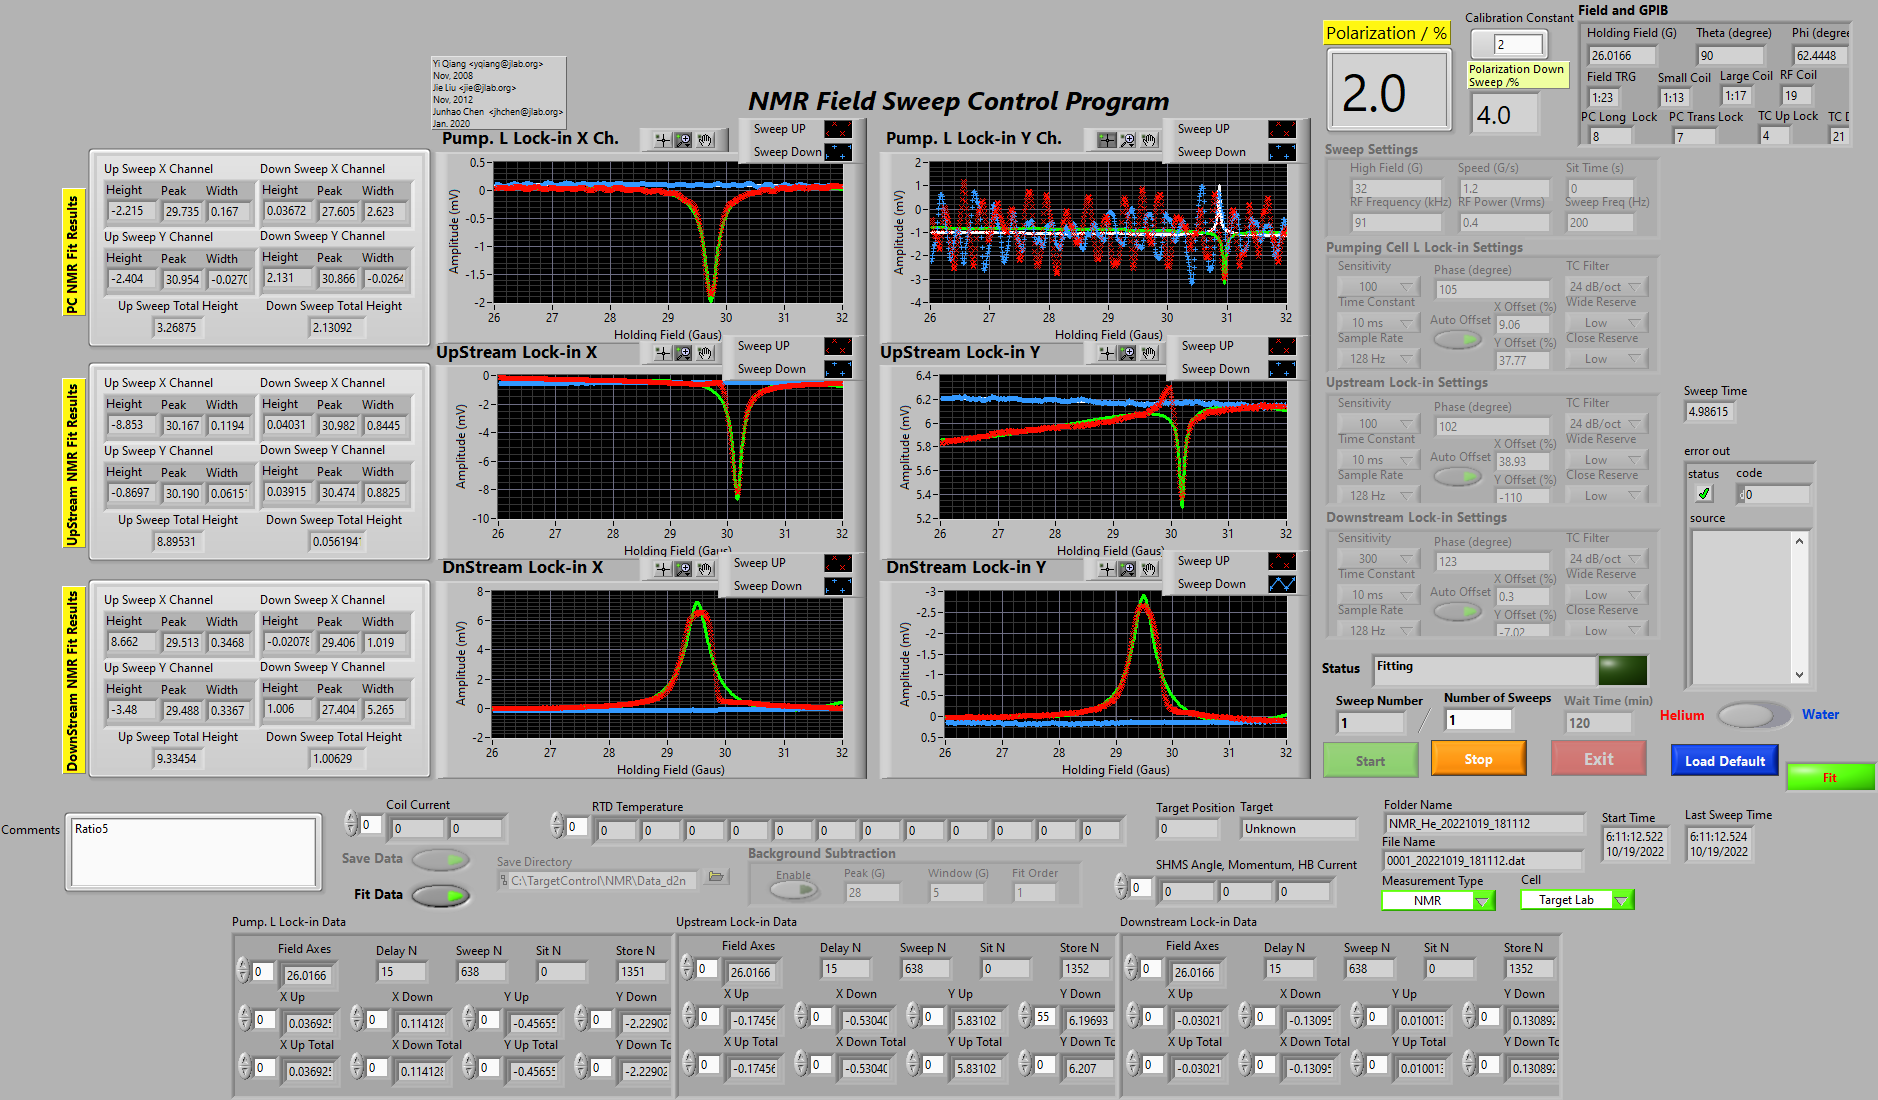 Yi Qiang <yqiang@jlab.org>
Nov, 2008
Jie Liu <jie@jlab.org>
Nov, 2012
Junhao Chen <jhchen@jlab.org>
Jan. 2020
NMR Field Sweep Control Program
Polarization / %
2.0
Calibration Constant
2
Polarization Down
Sweep /%
4.0
Field and GPIB
Holding Field (G) Theta (degree) Phi (degree
26.0166 90 62.4448
Field TRG Small Coil Large Coil RF Coil
1:23 1:13 1:17 19
PC Long Lock PC Trans Lock TC Up Lock TC D
8 7 4 21
PC NMR Fit Results
Up Sweep X Channel Down Sweep X Channel
Height Peak Width Height Peak Width
-2.215 29.735 0.167 0.03672 27.605 2.623
Up Sweep Y Channel Down Sweep Y Channel
Height Peak Width Height Peak Width
-2.404 30.954 -0.0270 2.131 30.866 -0.0264
Up Sweep Total Height Down Sweep Total Height
3.26875 2.13092
Pump. L Lock-in X Ch.
Sweep UP
Sweep Down
Amplitude (mV)
0.5
0
-0.5
-1
-1.5
-2
26 27 28 29 30 31 32
Holding Field (Gaus)
Pump. L Lock-in Y Ch.
Sweep UP
Sweep Down
Amplitude (mV)
2
1
0
-1
-2
-3
-4
26 27 28 29 30 31 32
Holding Field (Gaus)
UpStream NMR Fit Results
Up Sweep X Channel Down Sweep X Channel
Height Peak Width Height Peak Width
-8.853 30.167 0.1194 0.04031 30.982 0.8445
Up Sweep Y Channel Down Sweep Y Channel
Height Peak Width Height Peak Width
-0.8697 30.190 0.0615 0.03915 30.474 0.8825
Up Sweep Total Height Down Sweep Total Height
8.89531 0.056194
UpStream Lock-in X
Sweep UP
Sweep Down
Amplitude (mV)
0
-2
-4
-6
-8
-10
26 27 28 29 30 31 32
Holding Field (Gaus)
UpStream Lock-in Y
Sweep UP
Sweep Down
Amplitude (mV)
6.4
6.2
6
5.8
5.6
5.4
5.2
26 27 28 29 30 31 32
Holding Field (Gaus)
DownStream NMR Fit Results
Up Sweep X Channel Down Sweep X Channel
Height Peak Width Height Peak Width
8.662 29.513 0.3468 -0.02078 29.406 1.019
Up Sweep Y Channel Down Sweep Y Channel
Height Peak Width Height Peak Width
-3.48 29.488 0.3367 1.006 27.404 5.265
Up Sweep Total Height Down Sweep Total Height
9.33454 1.00629
DnStream Lock-in X
Sweep UP
Sweep Down
Amplitude (mV)
8
6
4
2
0
-2
26 27 28 29 30 31 32
Holding Field (Gaus)
DnStream Lock-in Y
Sweep UP
Sweep Down
Amplitude (mV)
-3
-2.5
-2
-1.5
-1
-0.5
0
0.5
26 27 28 29 30 31 32
Holding Field (Gaus)
Sweep Settings
High Field (G) Speed (G/s) Sit Time (s)
32 1.2 0
RF Frequency (kHz) RF Power (Vrms) Sweep Freq (Hz)
91 0.4 200
Pumping Cell L Lock-in Settings
Sensitivity Phase (degree) TC Filter
100 105 24 dB/oct
Time Constant X Offset (%) Wide Reserve
10 ms Auto Offset 9.06 Low
Sample Rate Y Offset (%) Close Reserve
128 Hz 37.77 Low
Upstream Lock-in Settings
Sensitivity Phase (degree) TC Filter
100 102 24 dB/oct
Time Constant X Offset (%) Wide Reserve
10 ms Auto Offset 38.93 Low
Sample Rate Y Offset (%) Close Reserve
128 Hz -110 Low
Downstream Lock-in Settings
Sensitivity Phase (degree) TC Filter
300 123 24 dB/oct
Time Constant X Offset (%) Wide Reserve
10 ms Auto Offset 0.3 Low
Sample Rate Y Offset (%) Close Reserve
128 Hz -7.02 Low
Sweep Time
4.98615
error out
status code
0
source
Status Fitting
Sweep Number Number of Sweeps Wait Time (min)
1 / 1 120
Helium Water
Start Stop Exit Load Default
Fit
Comments Ratio5
Coil Current
0 0 0
RTD Temperature
0 0 0 0 0 0 0 0 0 0 0 0 0
Save Data
Fit Data
Save Directory
C:\TargetControl\NMR\Data_d2n
Background Subtraction
Enable Peak (G) Window (G) Fit Order
28 5 1
Target Position Target
0 Unknown
SHMS Angle, Momentum, HB Current
0 0 0 0
Folder Name
NMR_He_20221019_181112
File Name
0001_20221019_181112.dat
Measurement Type Cell
NMR Target Lab
Start Time
6:11:12.522
10/19/2022
Last Sweep Time
6:11:12.524
10/19/2022
Pump. L Lock-in Data
Field Axes Delay N Sweep N Sit N Store N
0 26.0166 15 638 0 1351
X Up X Down Y Up Y Down
0 0.036925 0 0.114128 0 -0.45655 0 -2.22902
X Up Total X Down Total Y Up Total Y Down To
0 0.036925 0 0.114128 0 -0.45655 0 -2.22902
Upstream Lock-in Data
Field Axes Delay N Sweep N Sit N Store N
0 26.0166 15 638 0 1352
X Up X Down Y Up Y Down
0 -0.17456 0 -0.53040 0 5.83102 55 6.19693
X Up Total X Down Total Y Up Total Y Down To
0 -0.17456 0 -0.53040 0 5.83102 0 6.207
Downstream Lock-in Data
Field Axes Delay N Sweep N Sit N Store N
0 26.0166 15 638 0 1352
X Up X Down Y Up Y Down
0 -0.03021 0 -0.13095 0 0.010013 0 0.130892
X Up Total X Down Total Y Up Total Y Down To
0 -0.03021 0 -0.13095 0 0.010013 0 0.130892